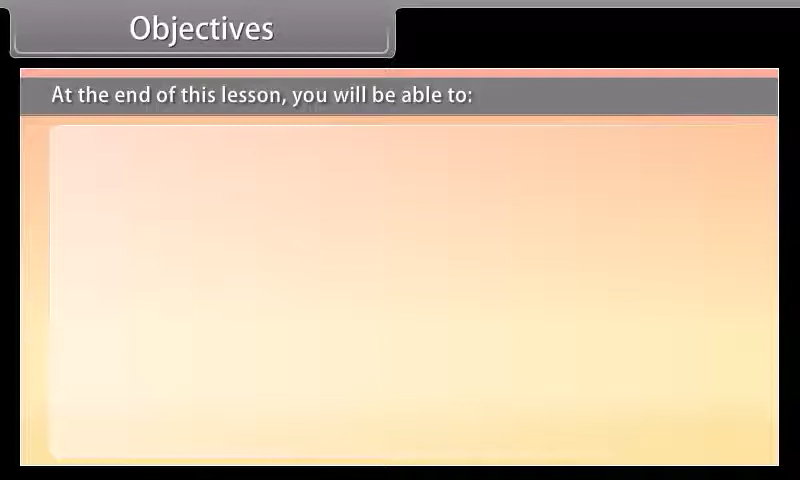 Objectives
At the end of this lesson, you will be able to: